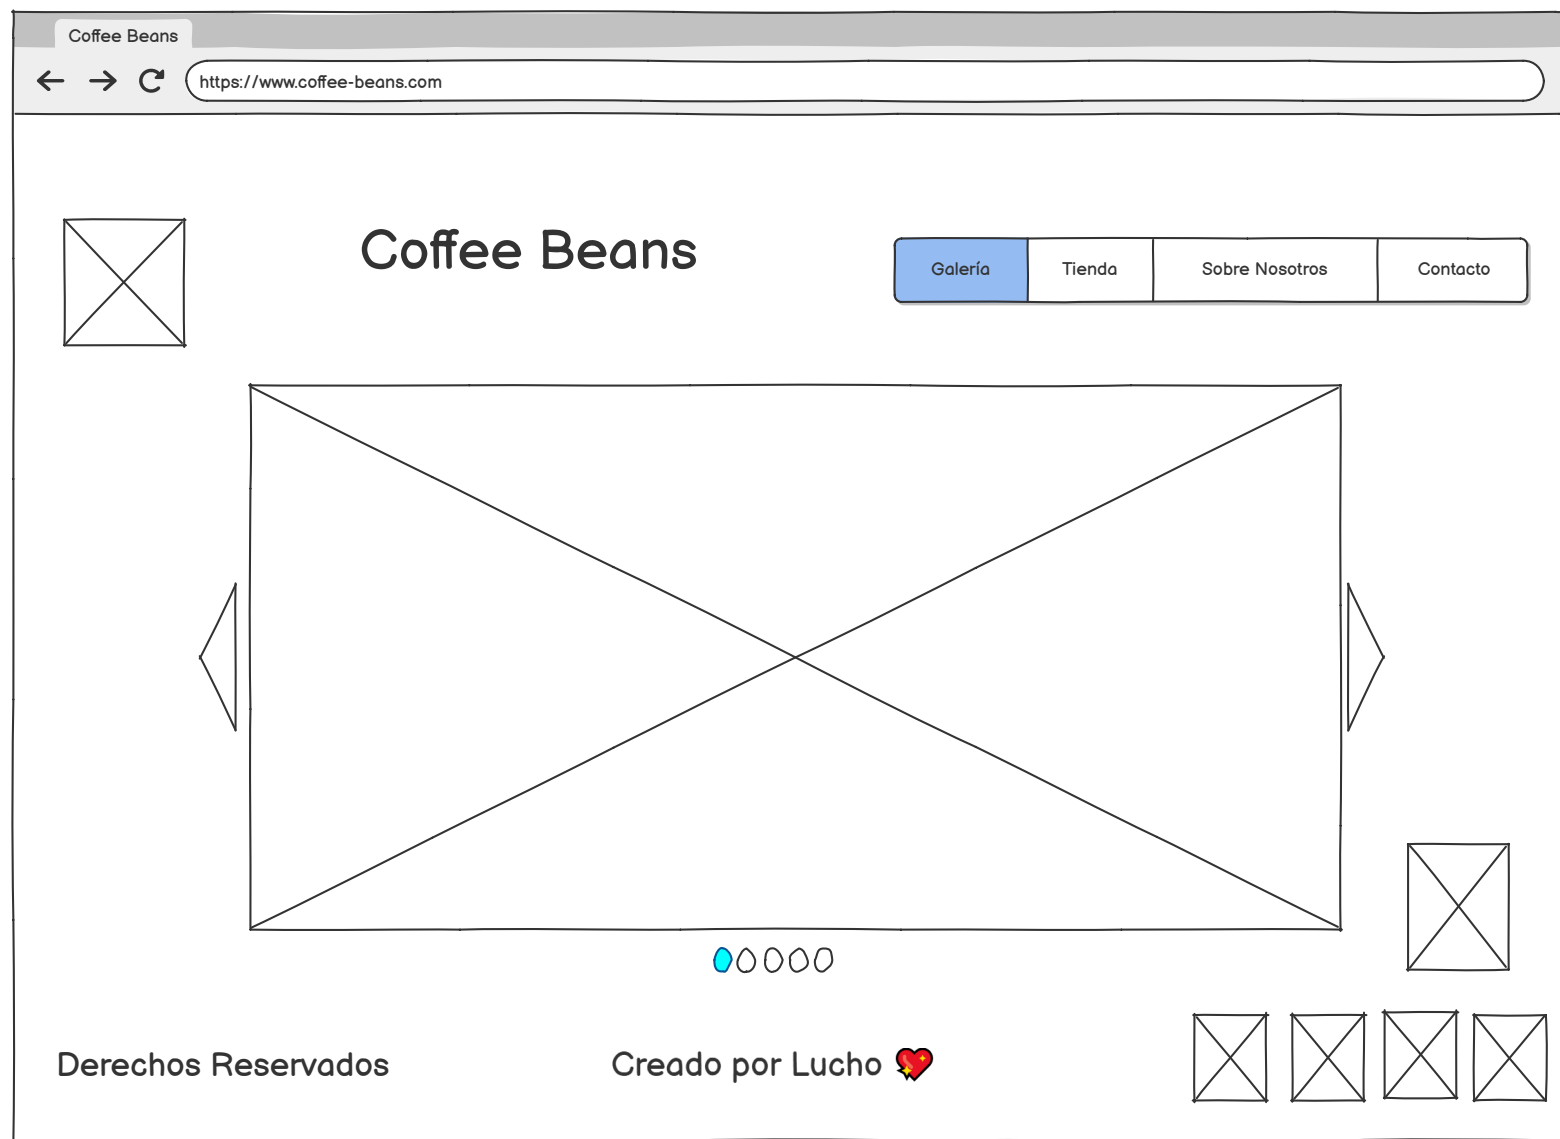 Coffee Beans
https://www.coffee-beans.com
Coffee Beans
Galería
Tienda
Sobre Nosotros
Contacto
Derechos Reservados
Creado por Lucho 💖